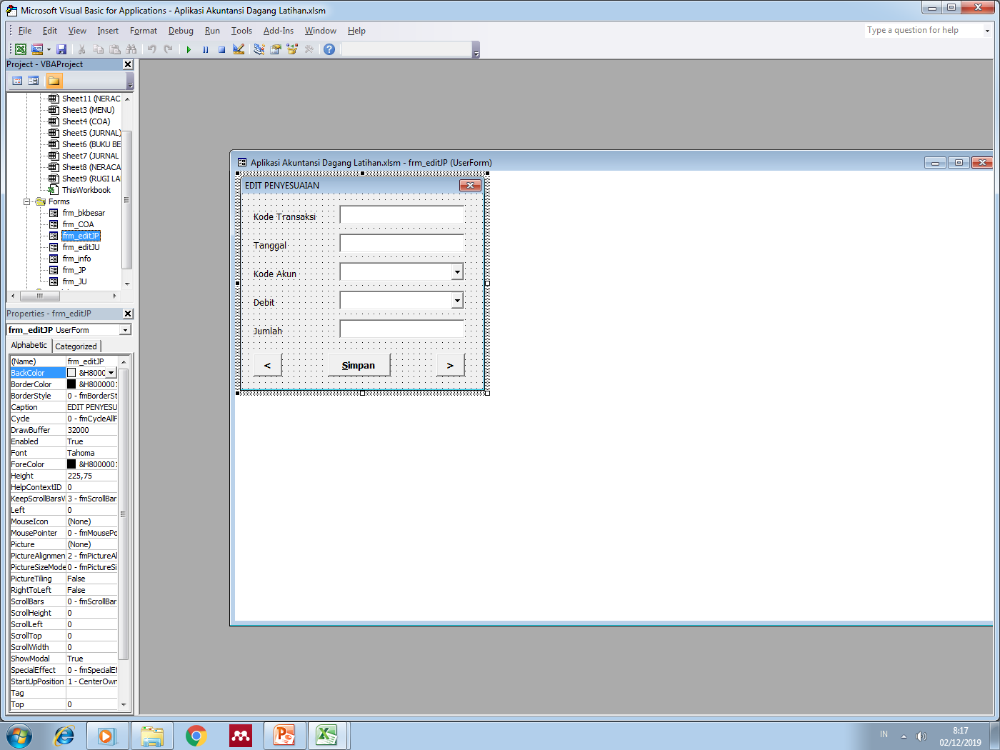 Microsoft Visual Basic for Applications - Aplikasi Akuntansi Dagang Latihan.xlsm
File Edit View Insert Format Debug Run Tools Add-Ins Window Help
Type a question for help
Project - VBAProject
Sheet11 (NERAC
Sheet3 (MENU)
Sheet4 (COA)
Sheet5 (JURNAL)
Sheet6 (BUKU BE
Sheet7 (JURNAL
Sheet8 (NERACA
Sheet9 (RUGI LA
ThisWorkbook
Forms
frm_bkbesar
frm_COA
frm_editJP
frm_editJU
frm_info
frm_JP
frm_JU
Properties - frm_editJP
frm_editJP UserForm
Alphabetic Categorized
(Name) frm_editJP
BackColor &H800C
BorderColor &H8000001
BorderStyle 0 - fmBorderSt
Caption EDIT PENYESU
Cycle 0 - fmCycleAllF
DrawBuffer 32000
Enabled True
Font Tahoma
ForeColor &H8000001
Height 225,75
HelpContextID 0
KeepScrollBarsV 3 - fmScrollBar
Left 0
MouseIcon (None)
MousePointer 0 - fmMousePo
Picture (None)
PictureAlignmen 2 - fmPictureAl
PictureSizeMode 0 - fmPictureSi
PictureTiling False
RightToLeft False
ScrollBars 0 - fmScrollBar
ScrollHeight 0
ScrollLeft 0
ScrollTop 0
ScrollWidth 0
ShowModal True
SpecialEffect 0 - fmSpecialEf
StartUpPosition 1 - CenterOwn
Tag
Top 0
Aplikasi Akuntansi Dagang Latihan.xlsm - frm_editJP (UserForm)
EDIT PENYESUAIAN
Kode Transaksi
Tanggal
Kode Akun
Debit
Jumlah
< Simpan >
IN
8:17
02/12/2019